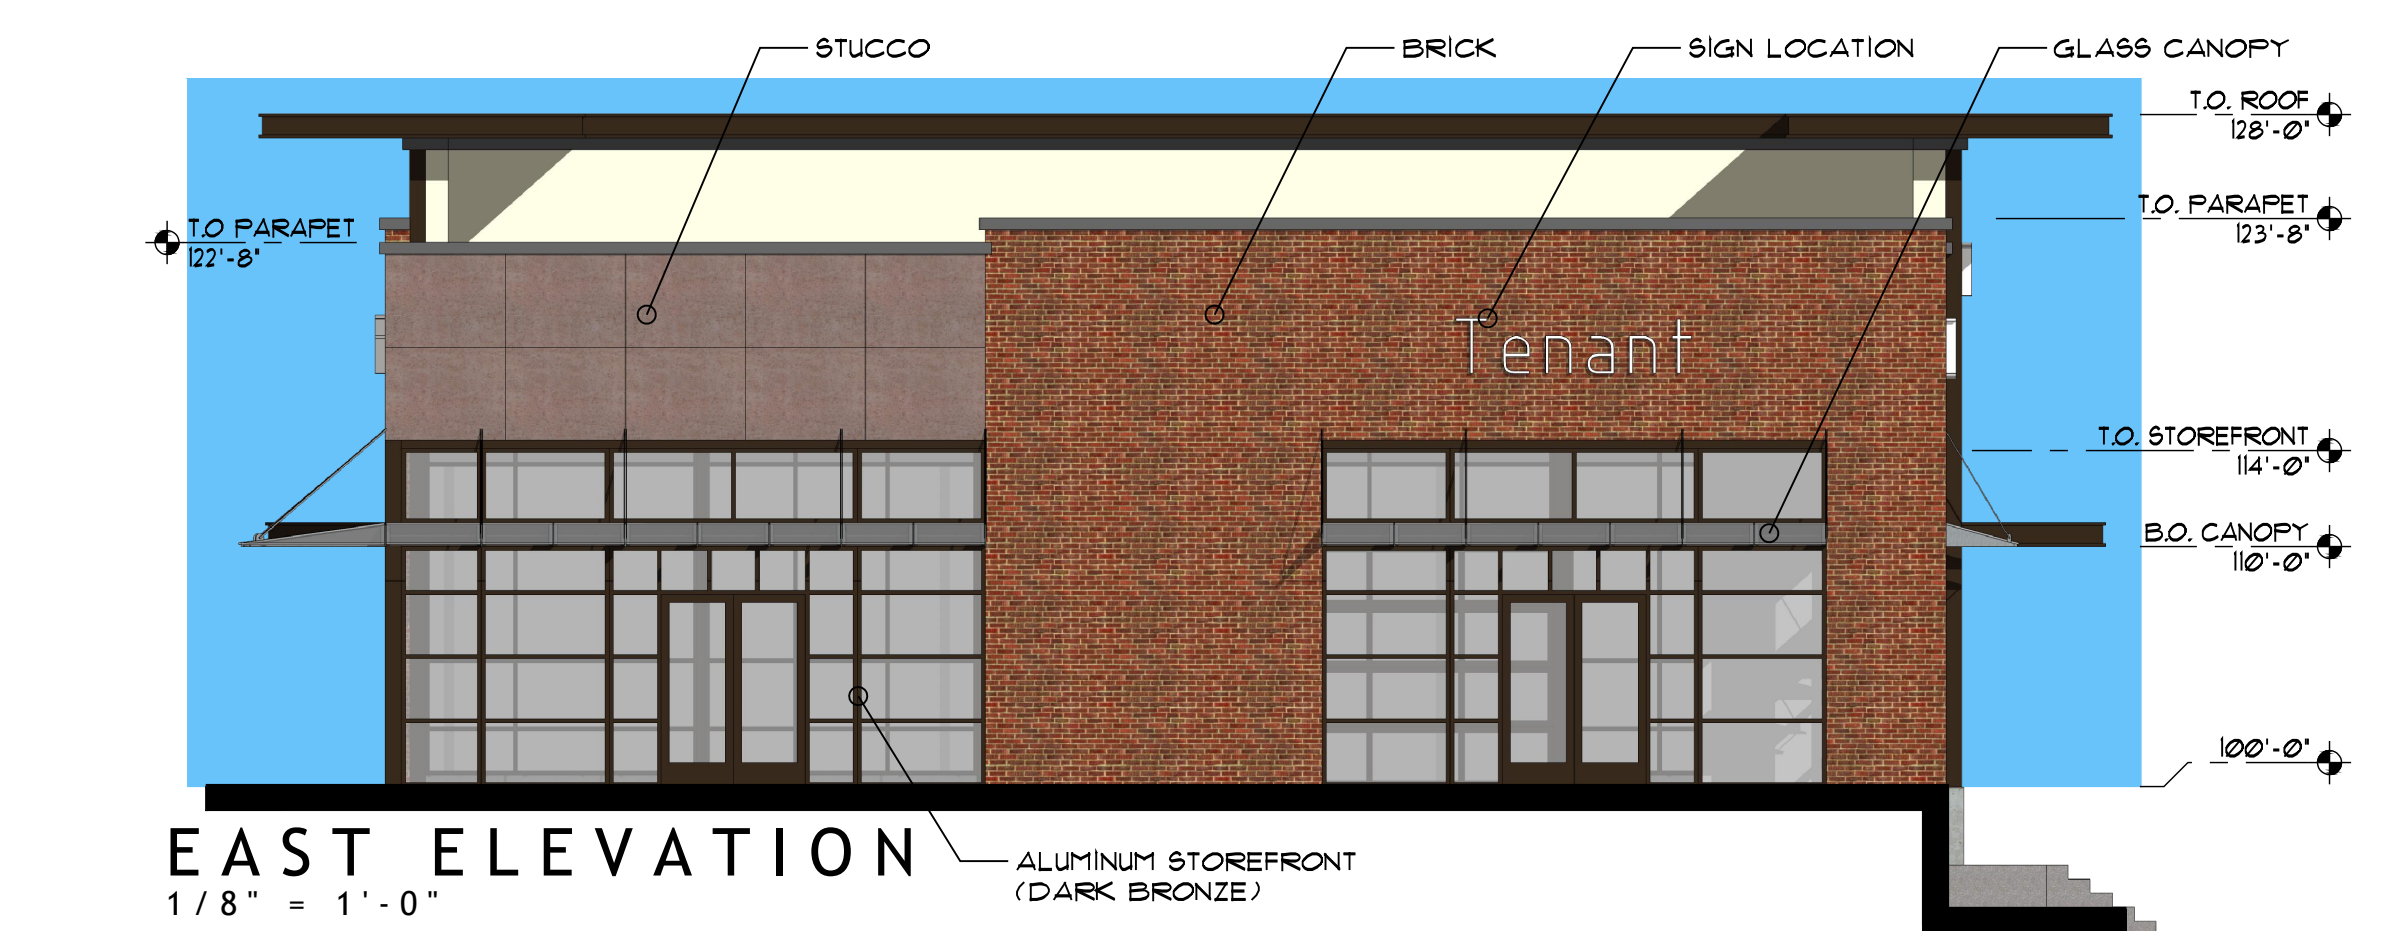 STUCCO
BRICK
SIGN LOCATION
GLASS CANOPY
T.O. ROOF
128'-0"
T.O. PARAPET
123'-8"
T.O PARAPET
122'-8"
Tenant
T.O. STOREFRONT
114'-0"
B.O. CANOPY
110'-0"
100'-0"
EAST ELEVATION
1/8" = 1'-0"
ALUMINUM STOREFRONT
(DARK BRONZE)